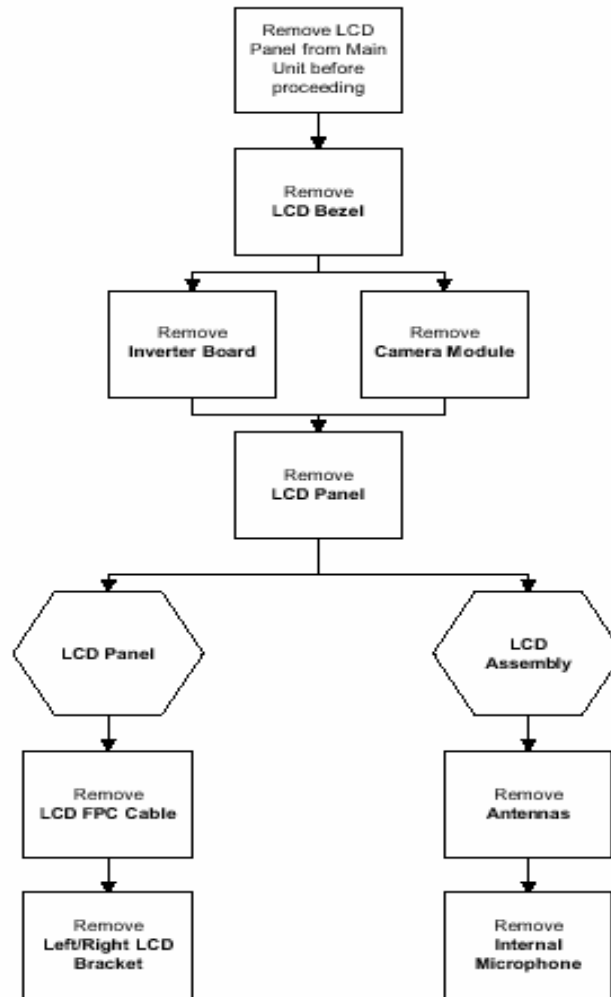 Remove LCD
Panel from Main
Unit before
proceeding
Remove
LCD Bezel
Remove
Inverter Board
Remove
Camera Module
Remove
LCD Panel
LCD Panel
LCD
Assembly
Remove
LCD FPC Cable
Remove
Antennas
Remove
Left/Right LCD
Bracket
Remove
Internal
Microphone